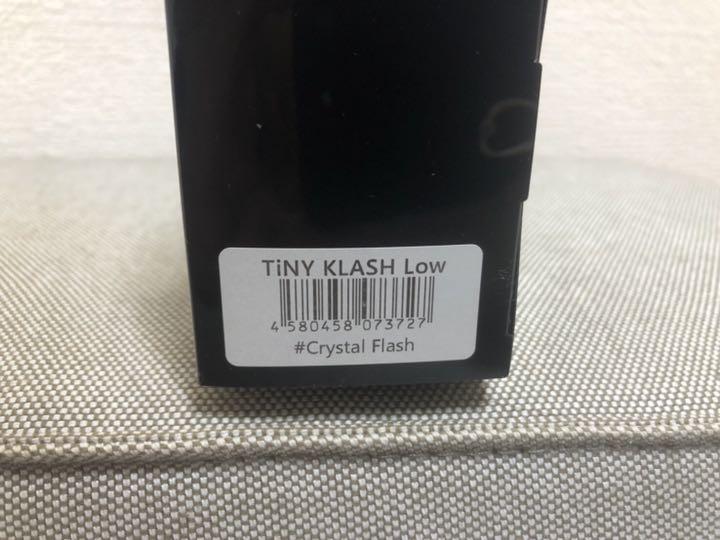 TiNY KLASH Low
4 580458 073727
#Crystal Flash